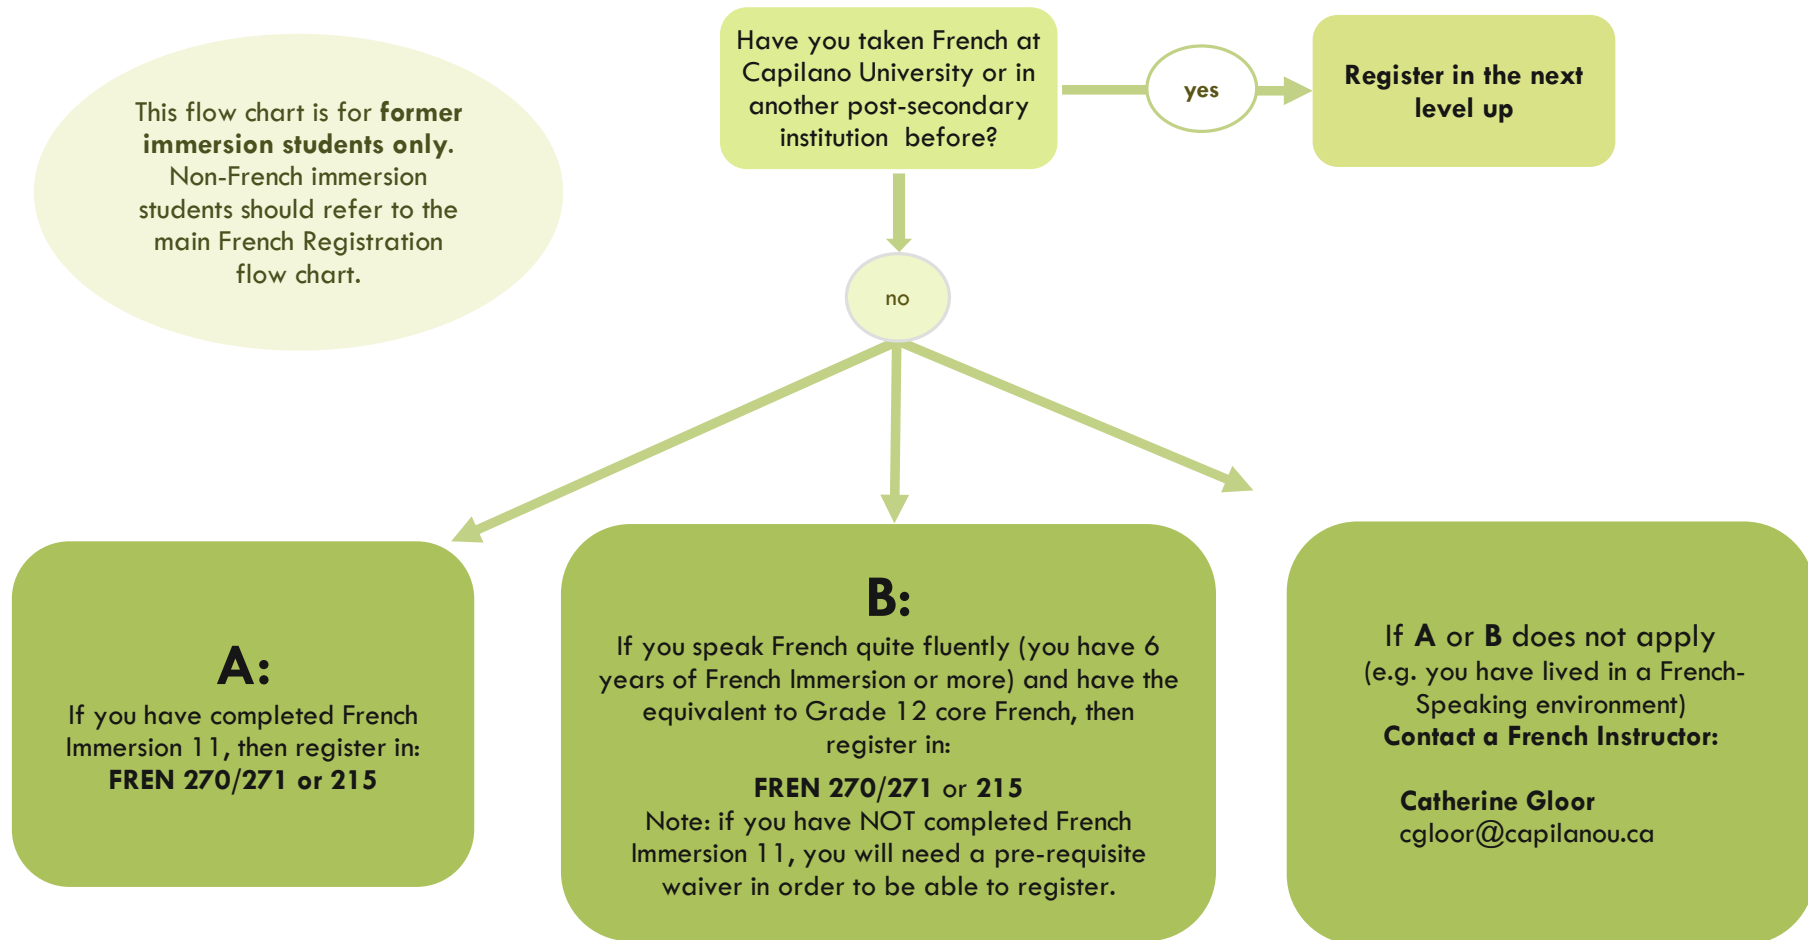 This flow chart is for former
immersion students only.
Non-French immersion
students should refer to the
main French Registration
flow chart.
Have you taken French at
Capilano University or in
another post-secondary
institution before?
yes
Register in the next
level up
no
A:
If you have completed French
Immersion 11, then register in:
FREN 270/271 or 215
B:
If you speak French quite fluently (you have 6
years of French Immersion or more) and have the
equivalent to Grade 12 core French, then
register in:
FREN 270/271 or 215
Note: if you have NOT completed French
Immersion 11, you will need a pre-requisite
waiver in order to be able to register.
If A or B does not apply
(e.g. you have lived in a French-
Speaking environment)
Contact a French Instructor:
Catherine Gloor
cgloor@capilanou.ca